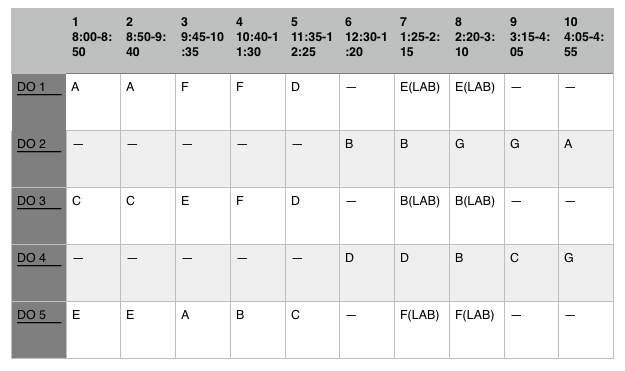 1 2 3 4 5 6 7 8 9 10
8:00-8:50 8:50-9:40 9:45-10:35 10:40-11:30 11:35-12:25 12:30-1:20 1:25-2:15 2:20-3:10 3:15-4:05 4:05-4:55
DO 1 A A F F D — E(LAB) E(LAB) — —
DO 2 — — — — — B B G G A
DO 3 C C E F D — B(LAB) B(LAB) — —
DO 4 — — — — — D D B C G
DO 5 E E A B C — F(LAB) F(LAB) — —